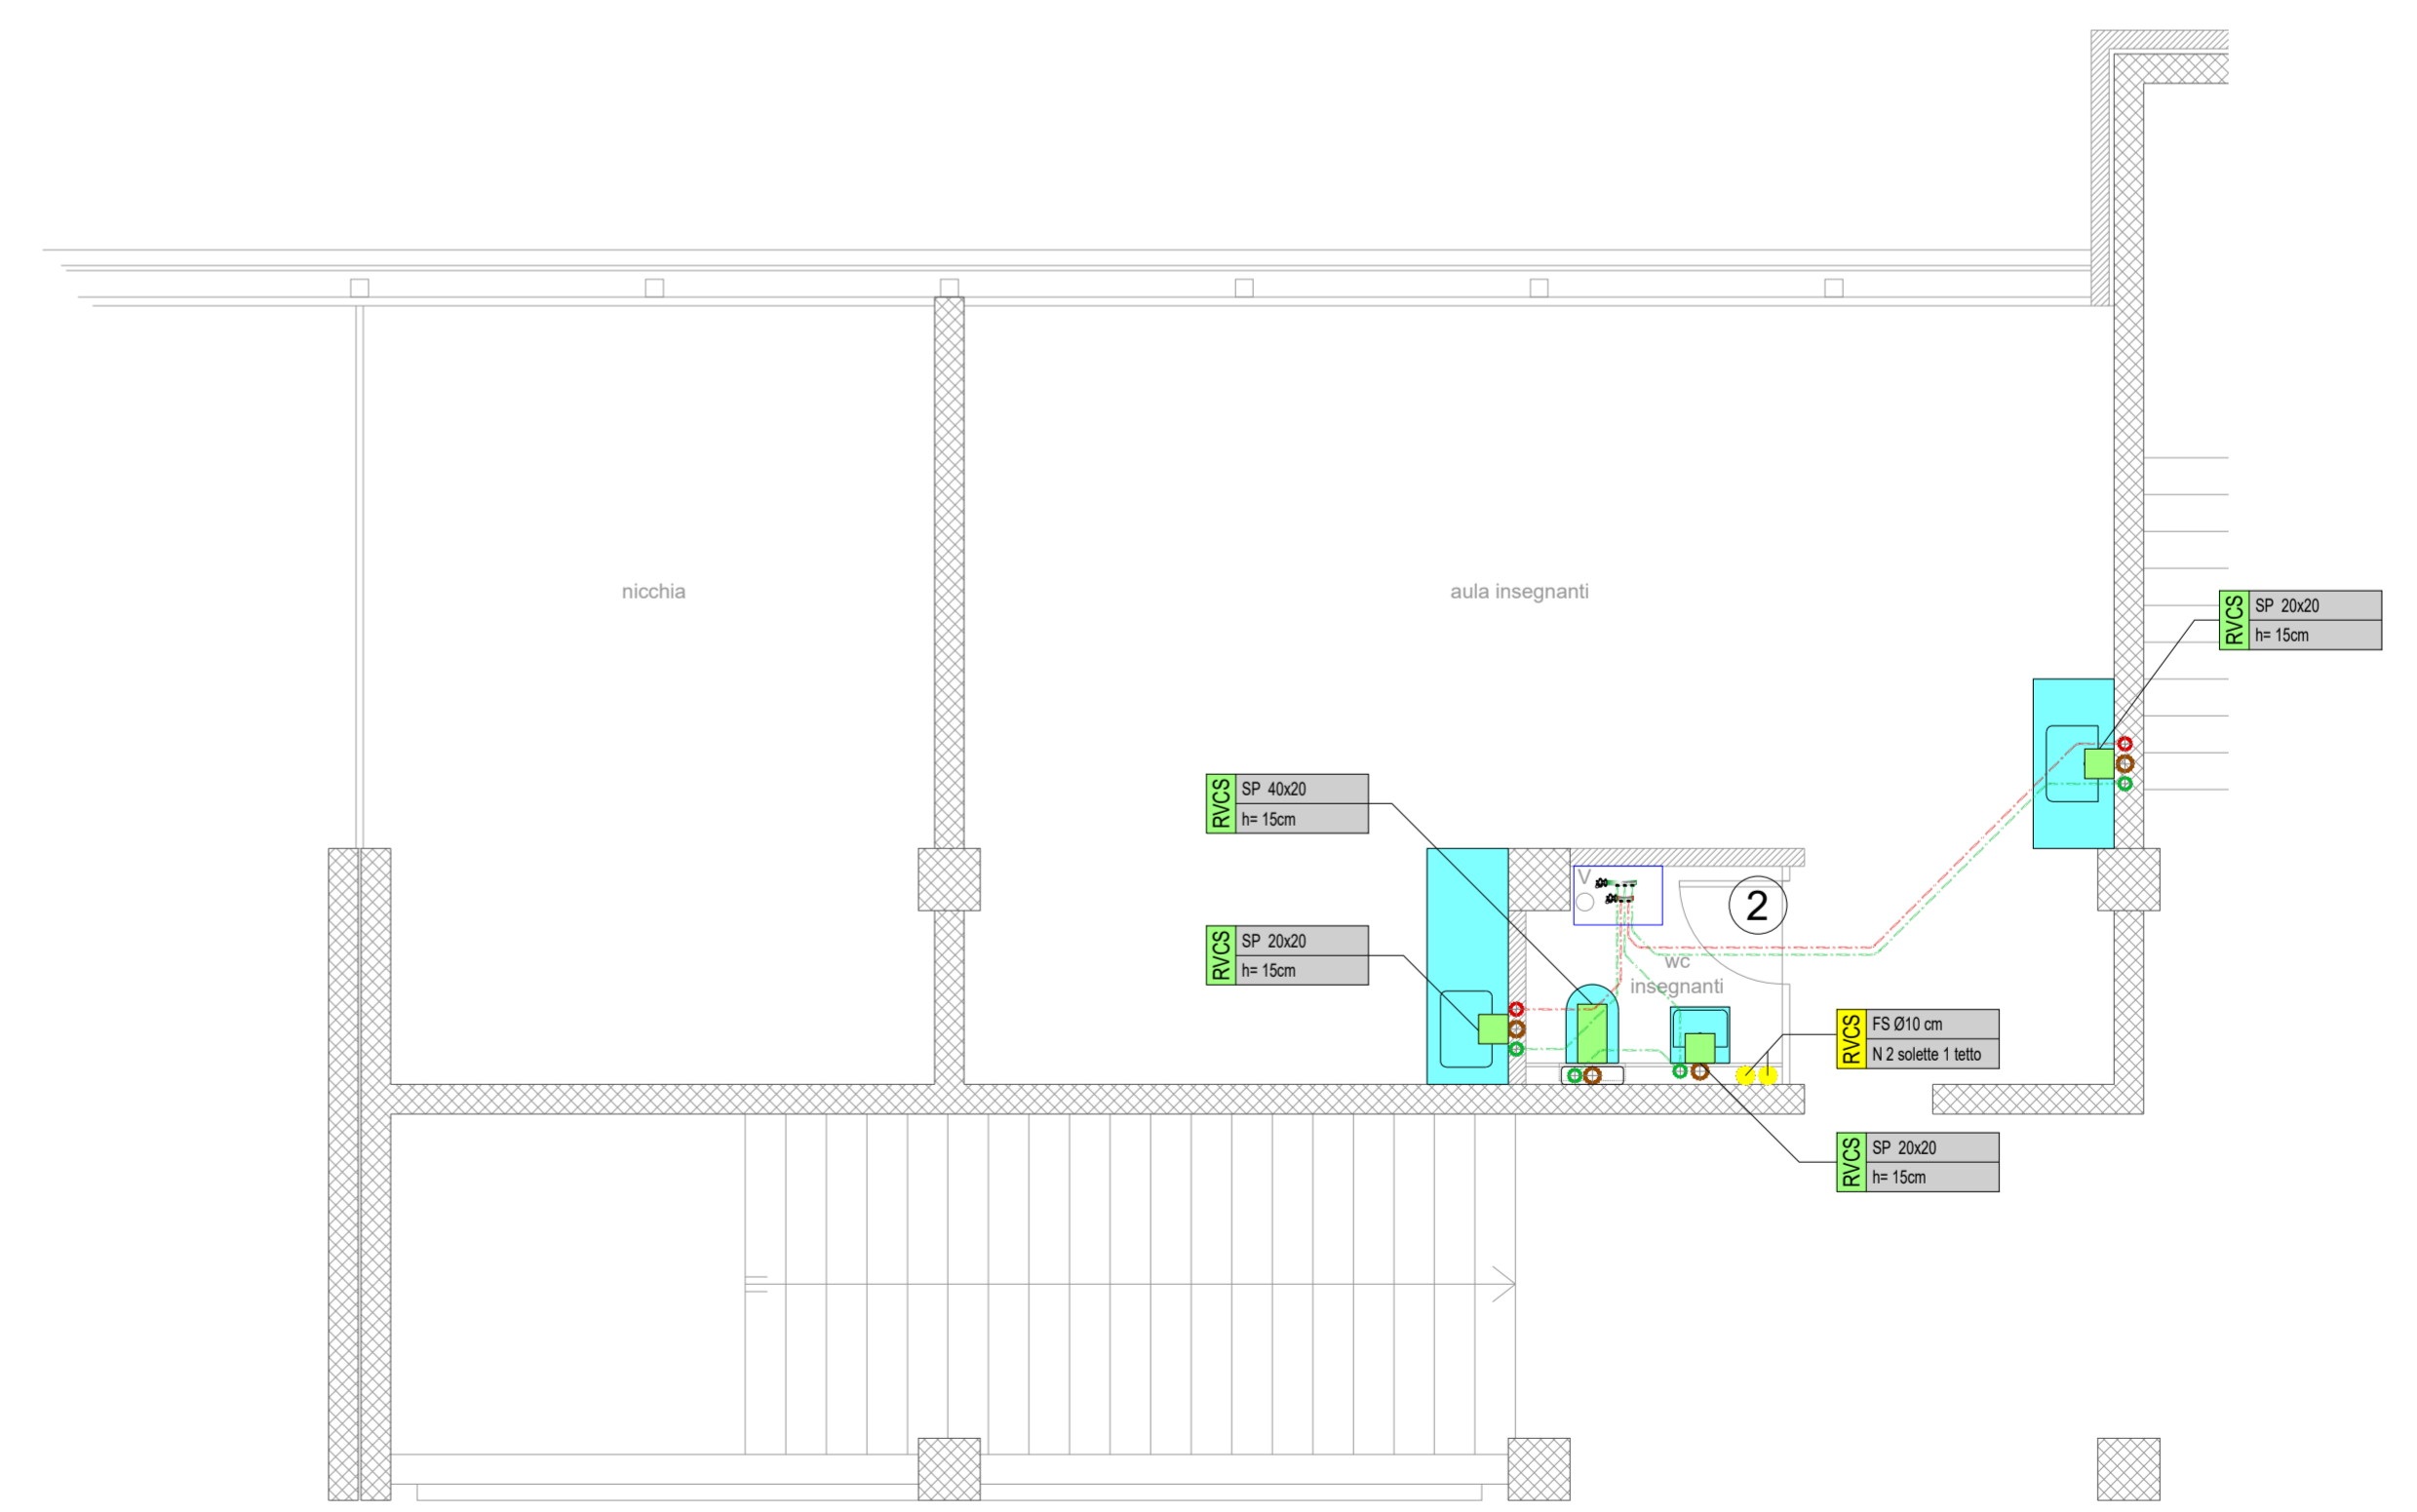 nicchia
aula insegnanti
RVCS
SP 20x20
h= 15cm
RVCS
SP 40x20
h= 15cm
V
2
RVCS
SP 20x20
h= 15cm
wc
insegnanti
RVCS
FS Ø10 cm
N 2 solette 1 tetto
RVCS
SP 20x20
h= 15cm